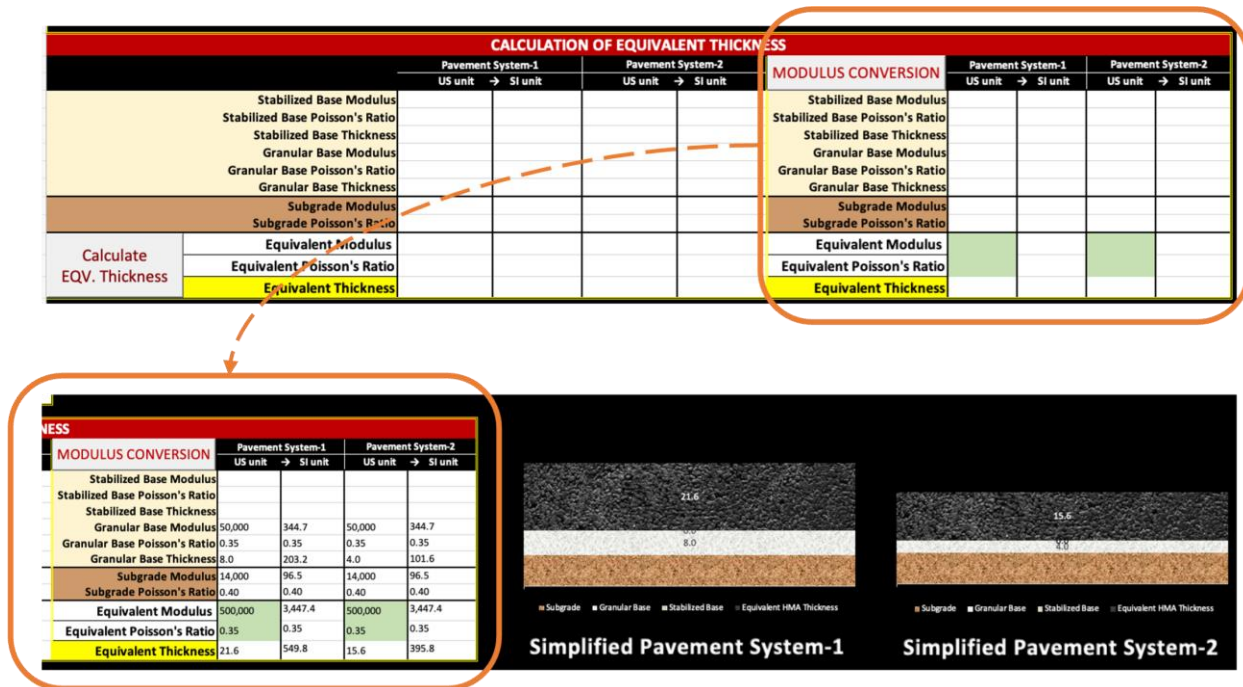 CALCULATION OF EQUIVALENT THICKNESS
Pavement System-1 Pavement System-2 MODULUS CONVERSION Pavement System-1 Pavement System-2
US unit → SI unit US unit → SI unit US unit → SI unit US unit → SI unit
Stabilized Base Modulus Stabilized Base Modulus
Stabilized Base Poisson's Ratio Stabilized Base Poisson's Ratio
Stabilized Base Thickness Stabilized Base Thickness
Granular Base Modulus Granular Base Modulus
Granular Base Poisson's Ratio Granular Base Poisson's Ratio
Granular Base Thickness Granular Base Thickness
Subgrade Modulus Subgrade Modulus
Subgrade Poisson's Ratio Subgrade Poisson's Ratio
Calculate
EQV. Thickness
Equivalent Modulus Equivalent Modulus
Equivalent Poisson's Ratio Equivalent Poisson's Ratio
Equivalent Thickness Equivalent Thickness
NESS
MODULUS CONVERSION Pavement System-1 Pavement System-2
US unit → SI unit US unit → SI unit
Stabilized Base Modulus
Stabilized Base Poisson's Ratio
Stabilized Base Thickness
Granular Base Modulus 50,000 344.7 50,000 344.7
Granular Base Poisson's Ratio 0.35 0.35 0.35 0.35
Granular Base Thickness 8.0 203.2 4.0 101.6
Subgrade Modulus 14,000 96.5 14,000 96.5
Subgrade Poisson's Ratio 0.40 0.40 0.40 0.40
Equivalent Modulus 500,000 3,447.4 500,000 3,447.4
Equivalent Poisson's Ratio 0.35 0.35 0.35 0.35
Equivalent Thickness 21.6 549.8 15.6 395.8
21.6
8.0
Subgrade Granular Base Stabilized Base Equivalent HMA Thickness
Simplified Pavement System-1
15.6
4.0
Subgrade Granular Base Stabilized Base Equivalent HMA Thickness
Simplified Pavement System-2